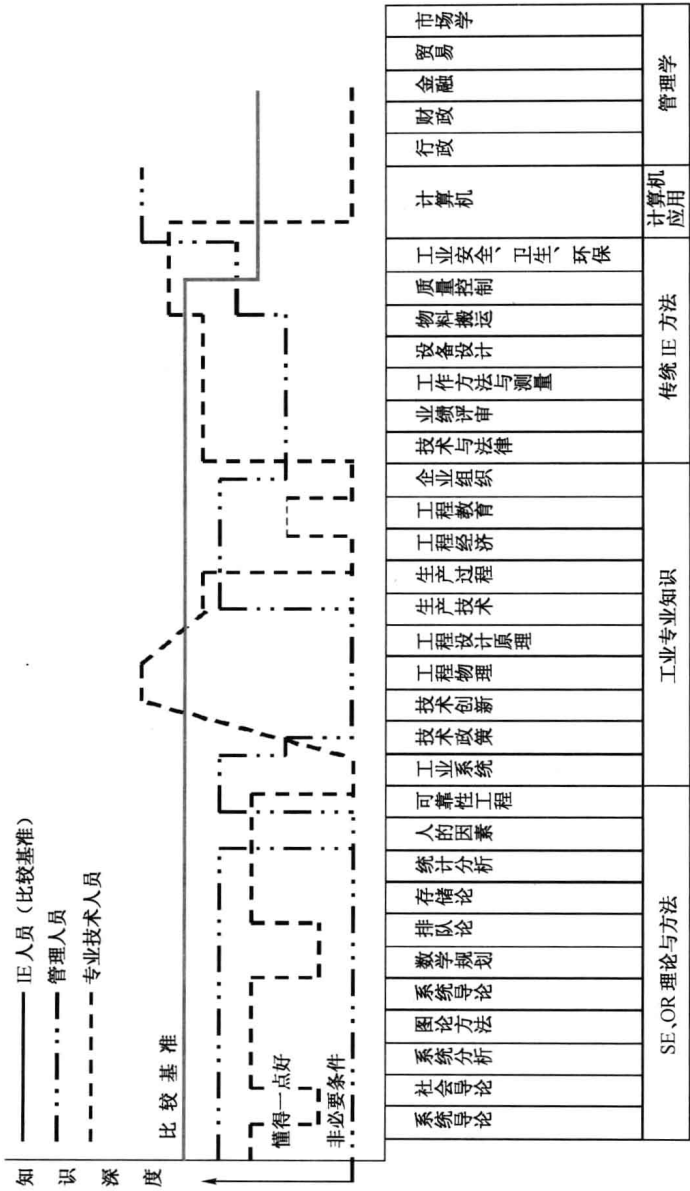 知识深度
IE人员（比较基准）
管理人员
专业技术人员
比较基准
懂得一点好
非必要条件
系统导论
社会导论
系统分析
图论方法
系统导论
数学规划
排队论
存储论
统计分析
人的因素
可靠性工程
工业系统
技术政策
技术创新
工程物理
工程设计原理
生产技术
生产过程
工程经济
工程教育
企业组织
技术与法律
业绩评审
工作方法与测量
设备设计
物料搬运
质量控制
工业安全、卫生、环保
计算机
行政
财政
金融
贸易
市场学
SE、OR理论与方法
工业专业知识
传统IE方法
计算机
应用
管理学